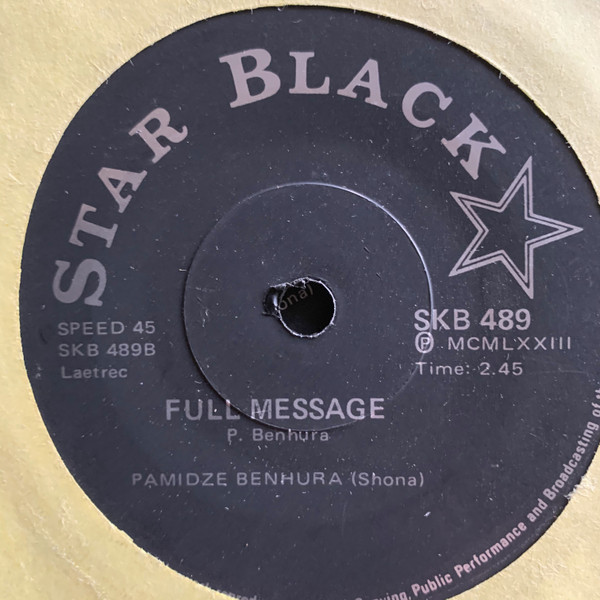 STAR BLACK
SPEED 45
SKB 489B
Laetrec
SKB 489
Ⓟ MCMLXXIII
Time: 2.45
FULL MESSAGE
P. Benhura
PAMIDZE BENHURA (Shona)
Public Performance and Broadcasting of